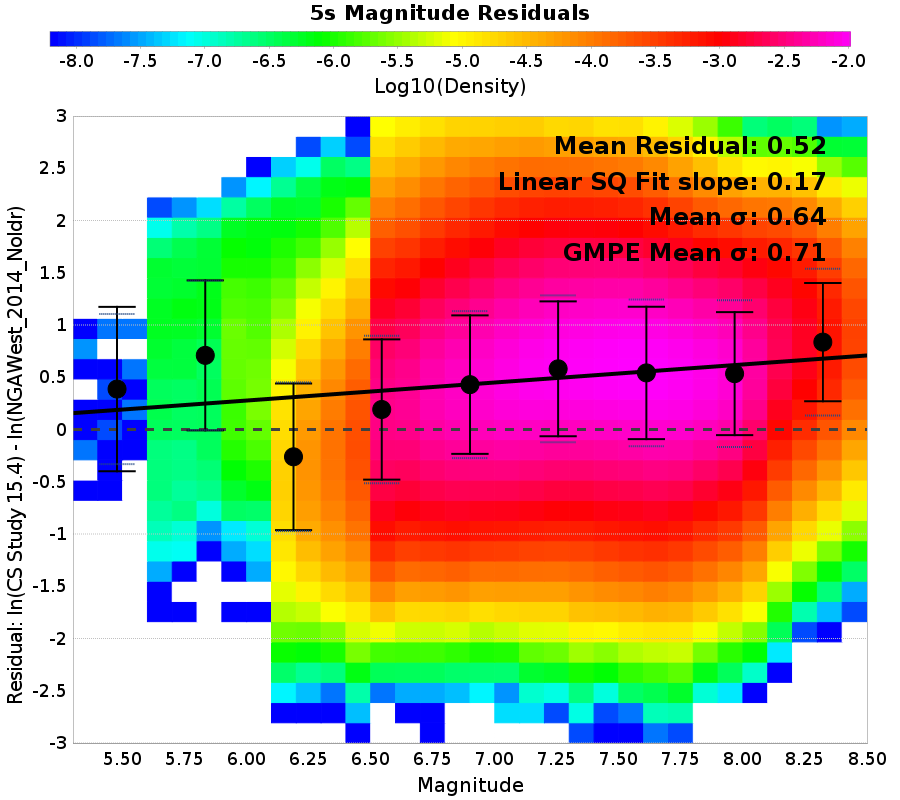 5s Magnitude Residuals
-8.0 -7.5 -7.0 -6.5 -6.0 -5.5 -5.0 -4.5 -4.0 -3.5 -3.0 -2.5 -2.0
Log10(Density)
Mean Residual: 0.52
Linear SQ Fit slope: 0.17
Mean σ: 0.64
GMPE Mean σ: 0.71
Residual: ln(CS Study 15.4) - ln(NGAWest_2014_NoIdr)
3
2.5
2
1.5
1
0.5
0
-0.5
-1
-1.5
-2
-2.5
-3
5.50 5.75 6.00 6.25 6.50 6.75 7.00 7.25 7.50 7.75 8.00 8.25 8.50
Magnitude